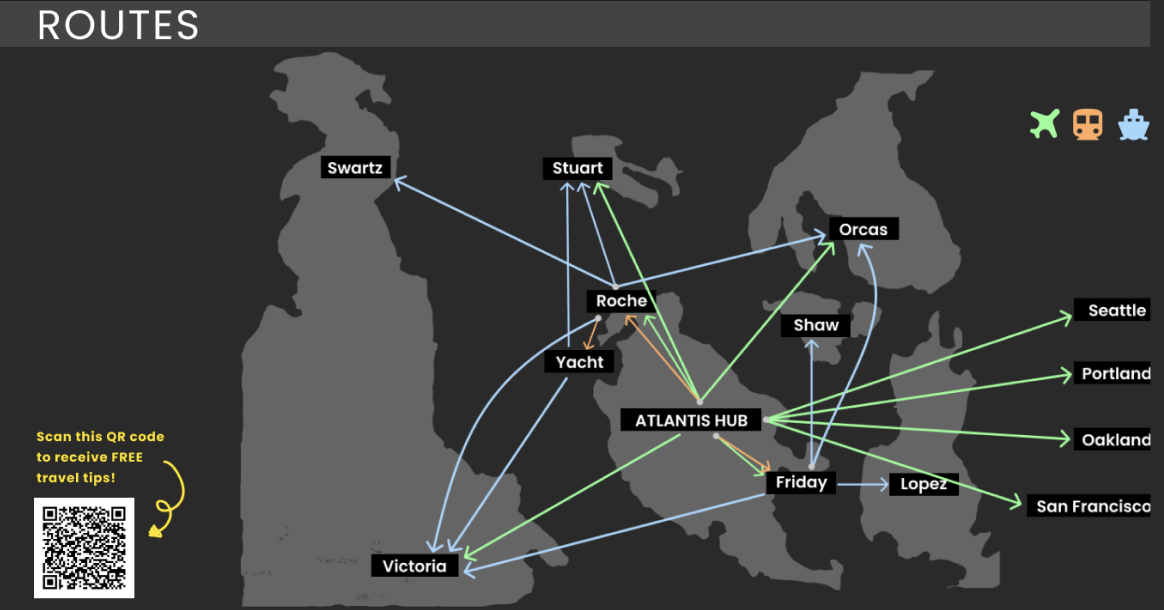 ROUTES
Swartz
Stuart
Orcas
Roche
Seattle
Shaw
Yacht
Portland
ATLANTIS HUB
Oakland
Scan this QR code
to receive FREE
travel tips!
Friday
Lopez
San Francisco
Victoria